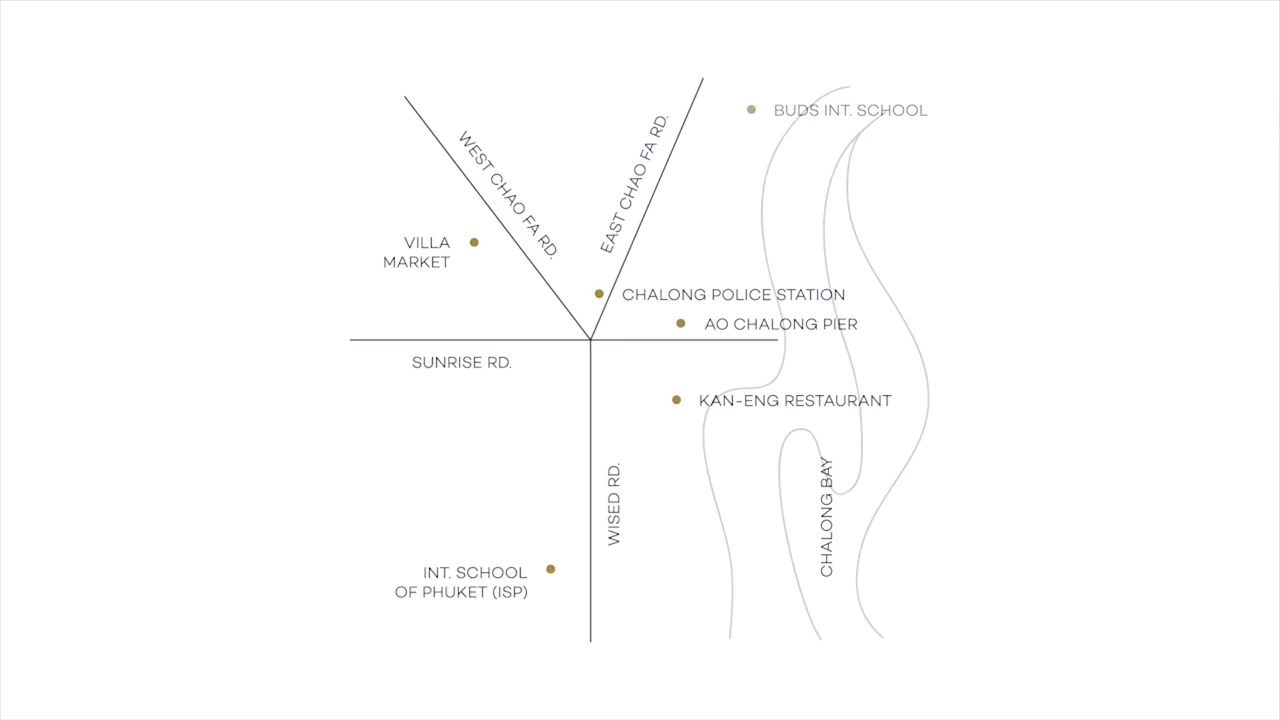 BUDS INT. SCHOOL
WEST CHAO FA RD.
EAST CHAO FA RD.
VILLA
MARKET
CHALONG POLICE STATION
AO CHALONG PIER
SUNRISE RD.
KAN-ENG RESTAURANT
WISED RD.
CHALONG BAY
INT. SCHOOL
OF PHUKET (ISP)